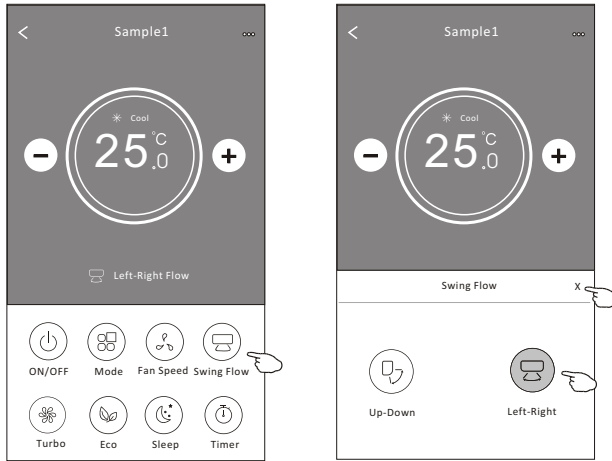 Sample1
Cool
25.0°C
Left-Right Flow
ON/OFF Mode Fan Speed Swing Flow
Turbo Eco Sleep Timer
Sample1
Cool
25.0°C
Swing Flow X
Up-Down Left-Right